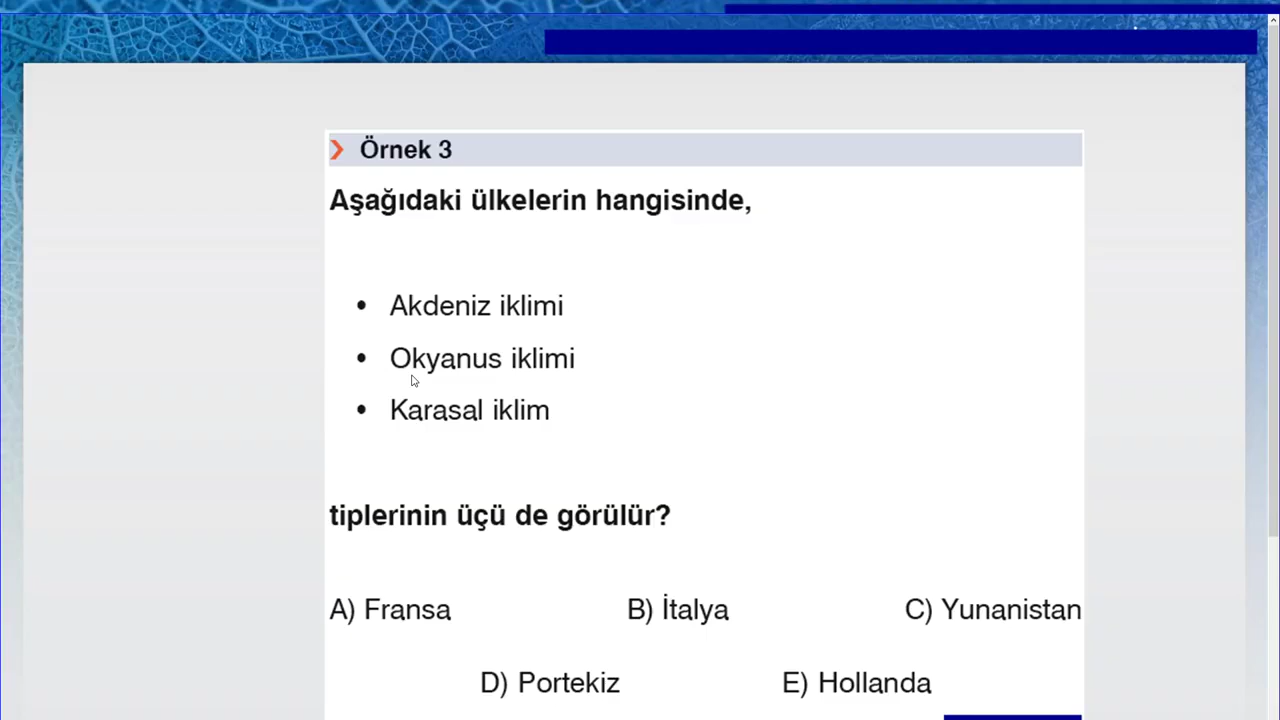 Örnek 3
Aşağıdaki ülkelerin hangisinde,
• Akdeniz iklimi
• Okyanus iklimi
• Karasal iklim
tiplerinin üçü de görülür?
A) Fransa B) İtalya C) Yunanistan
D) Portekiz E) Hollanda